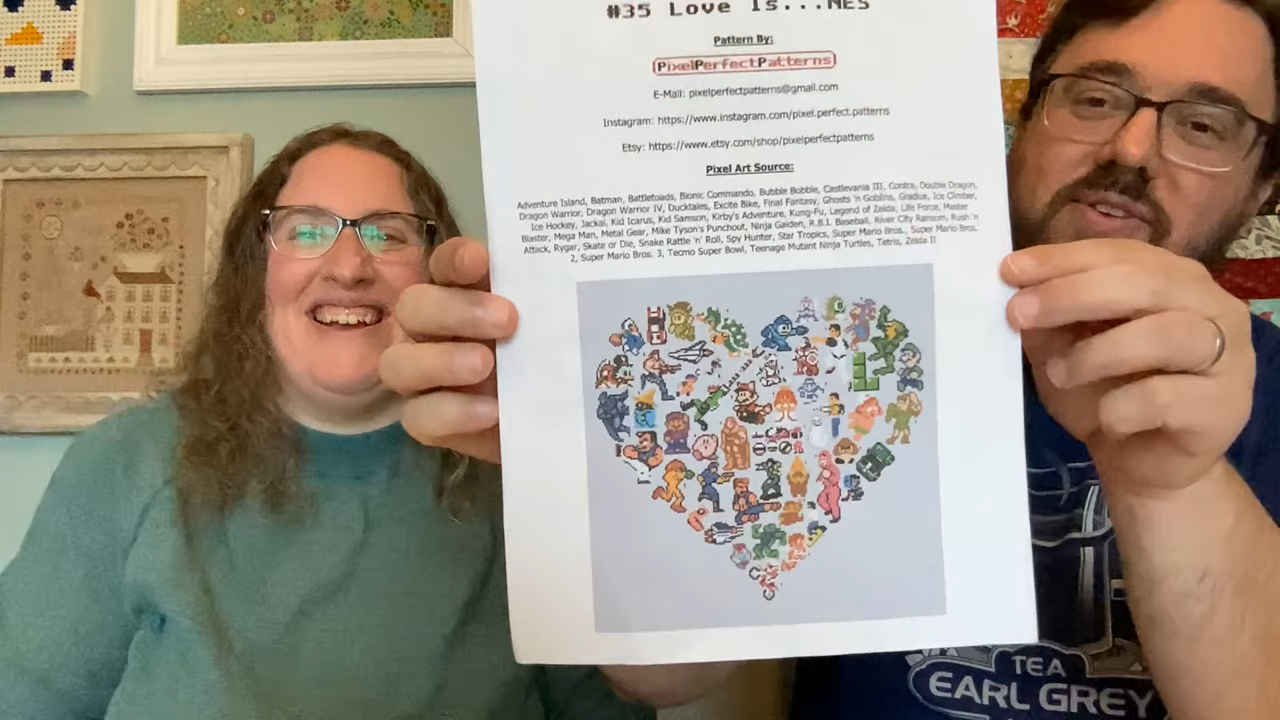 #35 Love Is...NES
Pattern By:
PixelPerfectPatterns
E-Mail: pixelperfectpatterns@gmail.com
Instagram: https://www.instagram.com/pixel.perfect.patterns
Etsy: https://www.etsy.com/shop/pixelperfectpatterns
Pixel Art Source:
Adventure Island, Batman, Battletoads, Bionic Commando, Bubble Bobble, Castlevania III, Contra, Double Dragon,
Dragon Warrior, Dragon Warrior IV, Ducktales, Excite Bike, Final Fantasy, Ghosts 'n Goblins, Gradius, Ice Climber,
Ice Hockey, Jackal, Kid Icarus, Kid Samson, Kirby's Adventure, Kung-Fu, Legend of Zelda, Life Force, Master
Blaster, Mega Man, Metal Gear, Mike Tyson's Punchout, Ninja Gaiden, R.B.I. Baseball, River City Ransom, Rush 'n
Attack, Rygar, Skate or Die, Snake Rattle 'n' Roll, Spy Hunter, Star Tropics, Super Mario Bros., Super Mario Bros.
2, Super Mario Bros. 3, Tecmo Super Bowl, Teenage Mutant Ninja Turtles, Tetris, Zelda II
TEA
EARL GREY